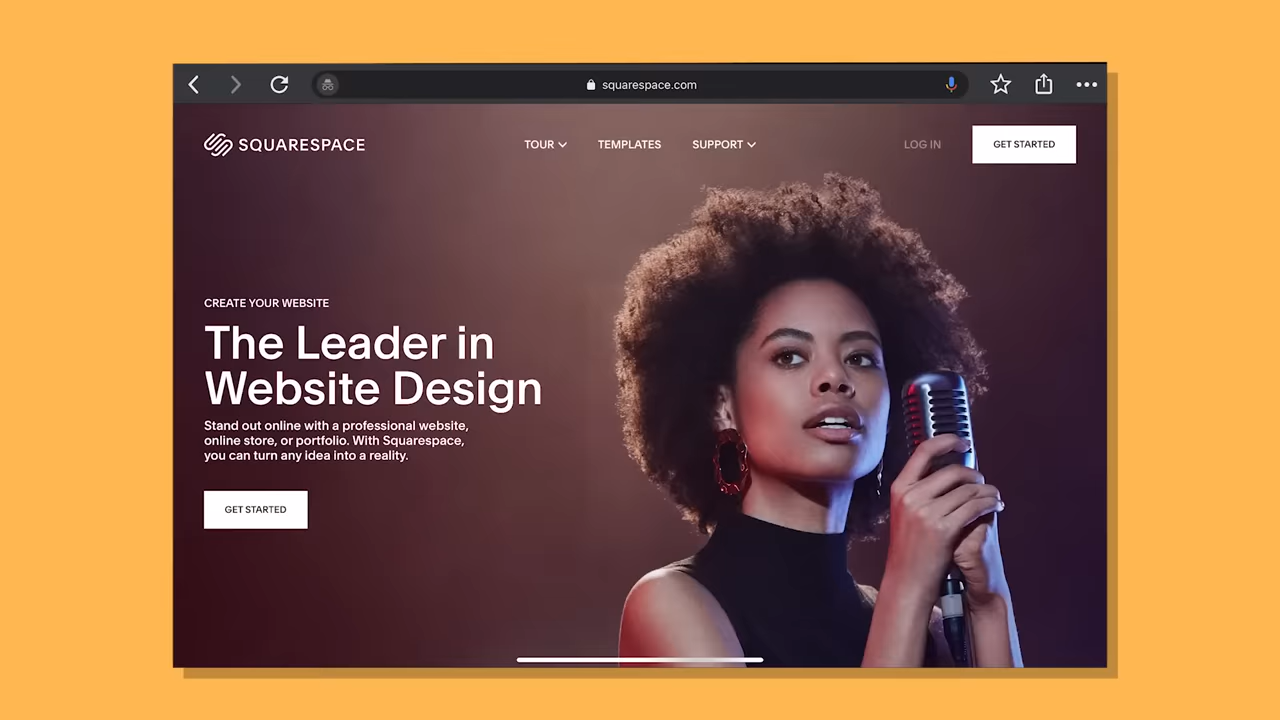 squarespace.com
SQUARESPACE
TOUR
TEMPLATES
SUPPORT
LOG IN
GET STARTED
CREATE YOUR WEBSITE
The Leader in
Website Design
Stand out online with a professional website,
online store, or portfolio. With Squarespace,
you can turn any idea into a reality.
GET STARTED